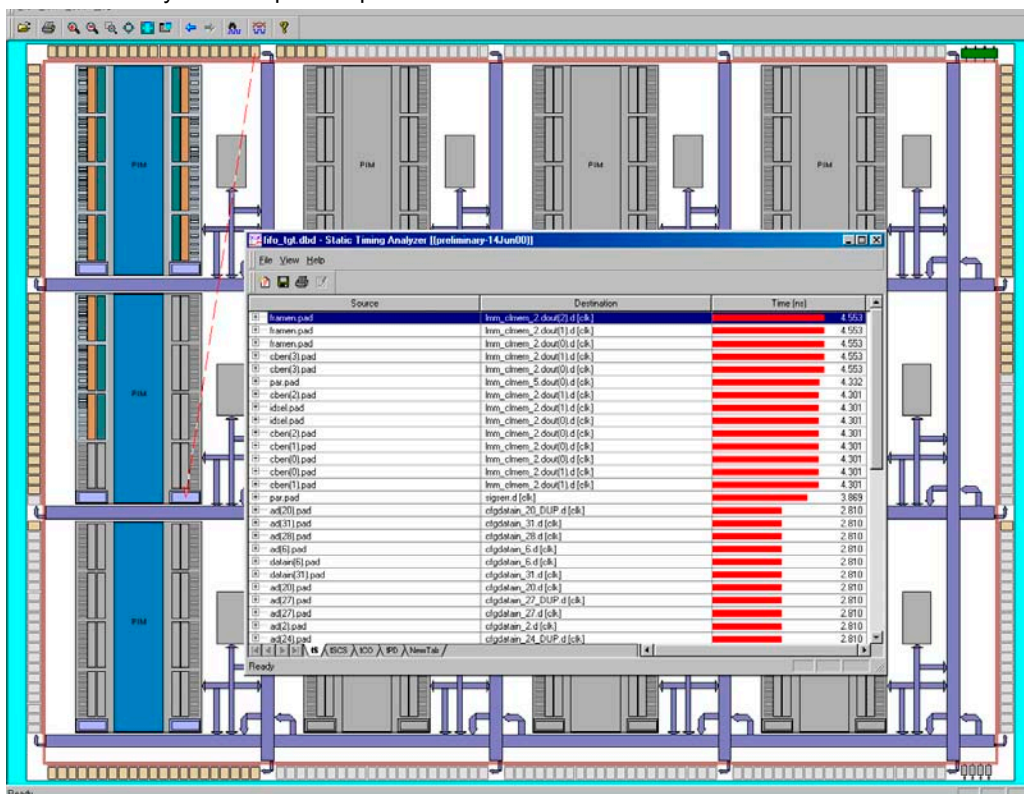 PIM
PIM
PIM
PIM
fifo_tgt.dbd - Static Timing Analyzer [[preliminary-14Jun00]]
File View Help
Source Destination Time (ns)
framen.pad lmm_clmem_2.dout(2).d [clk] 4.553
framen.pad lmm_clmem_2.dout(1).d [clk] 4.553
framen.pad lmm_clmem_2.dout(0).d [clk] 4.553
cben(3).pad lmm_clmem_2.dout(1).d [clk] 4.553
cben(3).pad lmm_clmem_2.dout(0).d [clk] 4.553
par.pad lmm_clmem_5.dout(0).d [clk] 4.332
cben(2).pad lmm_clmem_2.dout(1).d [clk] 4.301
idsel.pad lmm_clmem_2.dout(1).d [clk] 4.301
idsel.pad lmm_clmem_2.dout(0).d [clk] 4.301
cben(2).pad lmm_clmem_2.dout(0).d [clk] 4.301
cben(1).pad lmm_clmem_2.dout(0).d [clk] 4.301
cben(0).pad lmm_clmem_2.dout(0).d [clk] 4.301
cben(0).pad lmm_clmem_2.dout(1).d [clk] 4.301
cben(1).pad lmm_clmem_2.dout(1).d [clk] 4.301
par.pad sigserr.d [clk] 3.869
ad(20).pad cfgdatain_20_DUP.d [clk] 2.810
ad(31).pad cfgdatain_31.d [clk] 2.810
ad(28).pad cfgdatain_28.d [clk] 2.810
ad(6).pad cfgdatain_6.d [clk] 2.810
datain(6).pad cfgdatain_6.d [clk] 2.810
datain(31).pad cfgdatain_31.d [clk] 2.810
ad(20).pad cfgdatain_20.d [clk] 2.810
ad(27).pad cfgdatain_27_DUP.d [clk] 2.810
ad(27).pad cfgdatain_27.d [clk] 2.810
ad(2).pad cfgdatain_2.d [clk] 2.810
ad(24).pad cfgdatain_24_DUP.d [clk] 2.810
tS tSCS tCO tPD NewTab
Ready
PIM
PIM
Ready